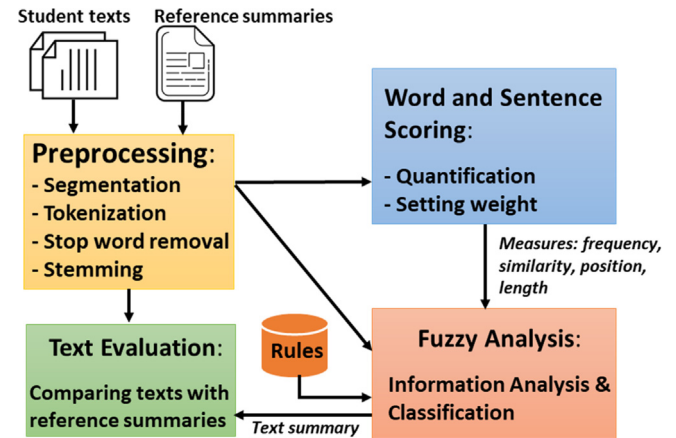 Student texts
Reference summaries
Preprocessing:
- Segmentation
- Tokenization
- Stop word removal
- Stemming
Word and Sentence
Scoring:
- Quantification
- Setting weight
Measures: frequency,
similarity, position,
length
Text Evaluation:
Comparing texts with
reference summaries
Rules
Fuzzy Analysis:
Information Analysis &
Classification
Text summary